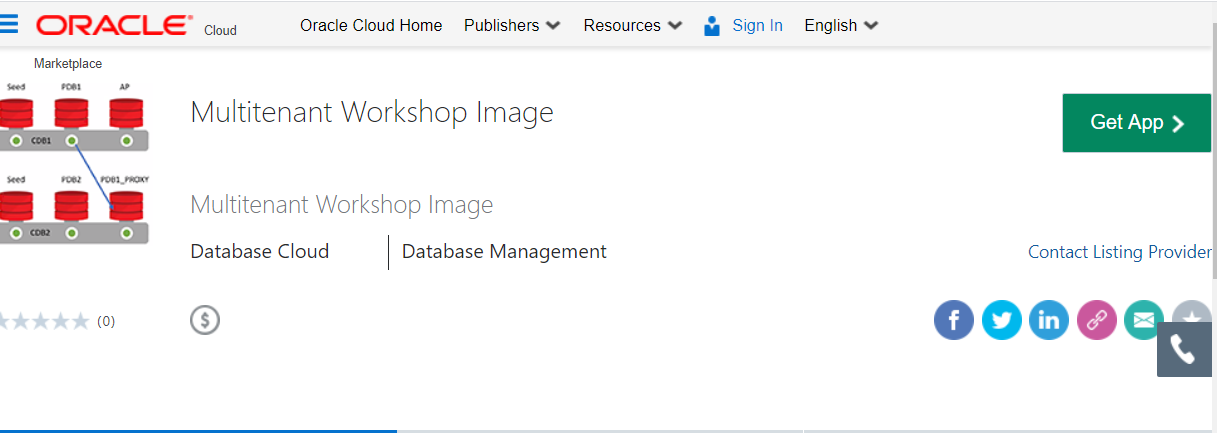 ORACLE Cloud Oracle Cloud Home Publishers Resources Sign In English
Marketplace
Seed PDB1 AP
CDB1
Seed PDB2 PDB1_PROXY
CDB2
Multitenant Workshop Image
Get App
Multitenant Workshop Image
Database Cloud Database Management
Contact Listing Provider
(0)
$
f in